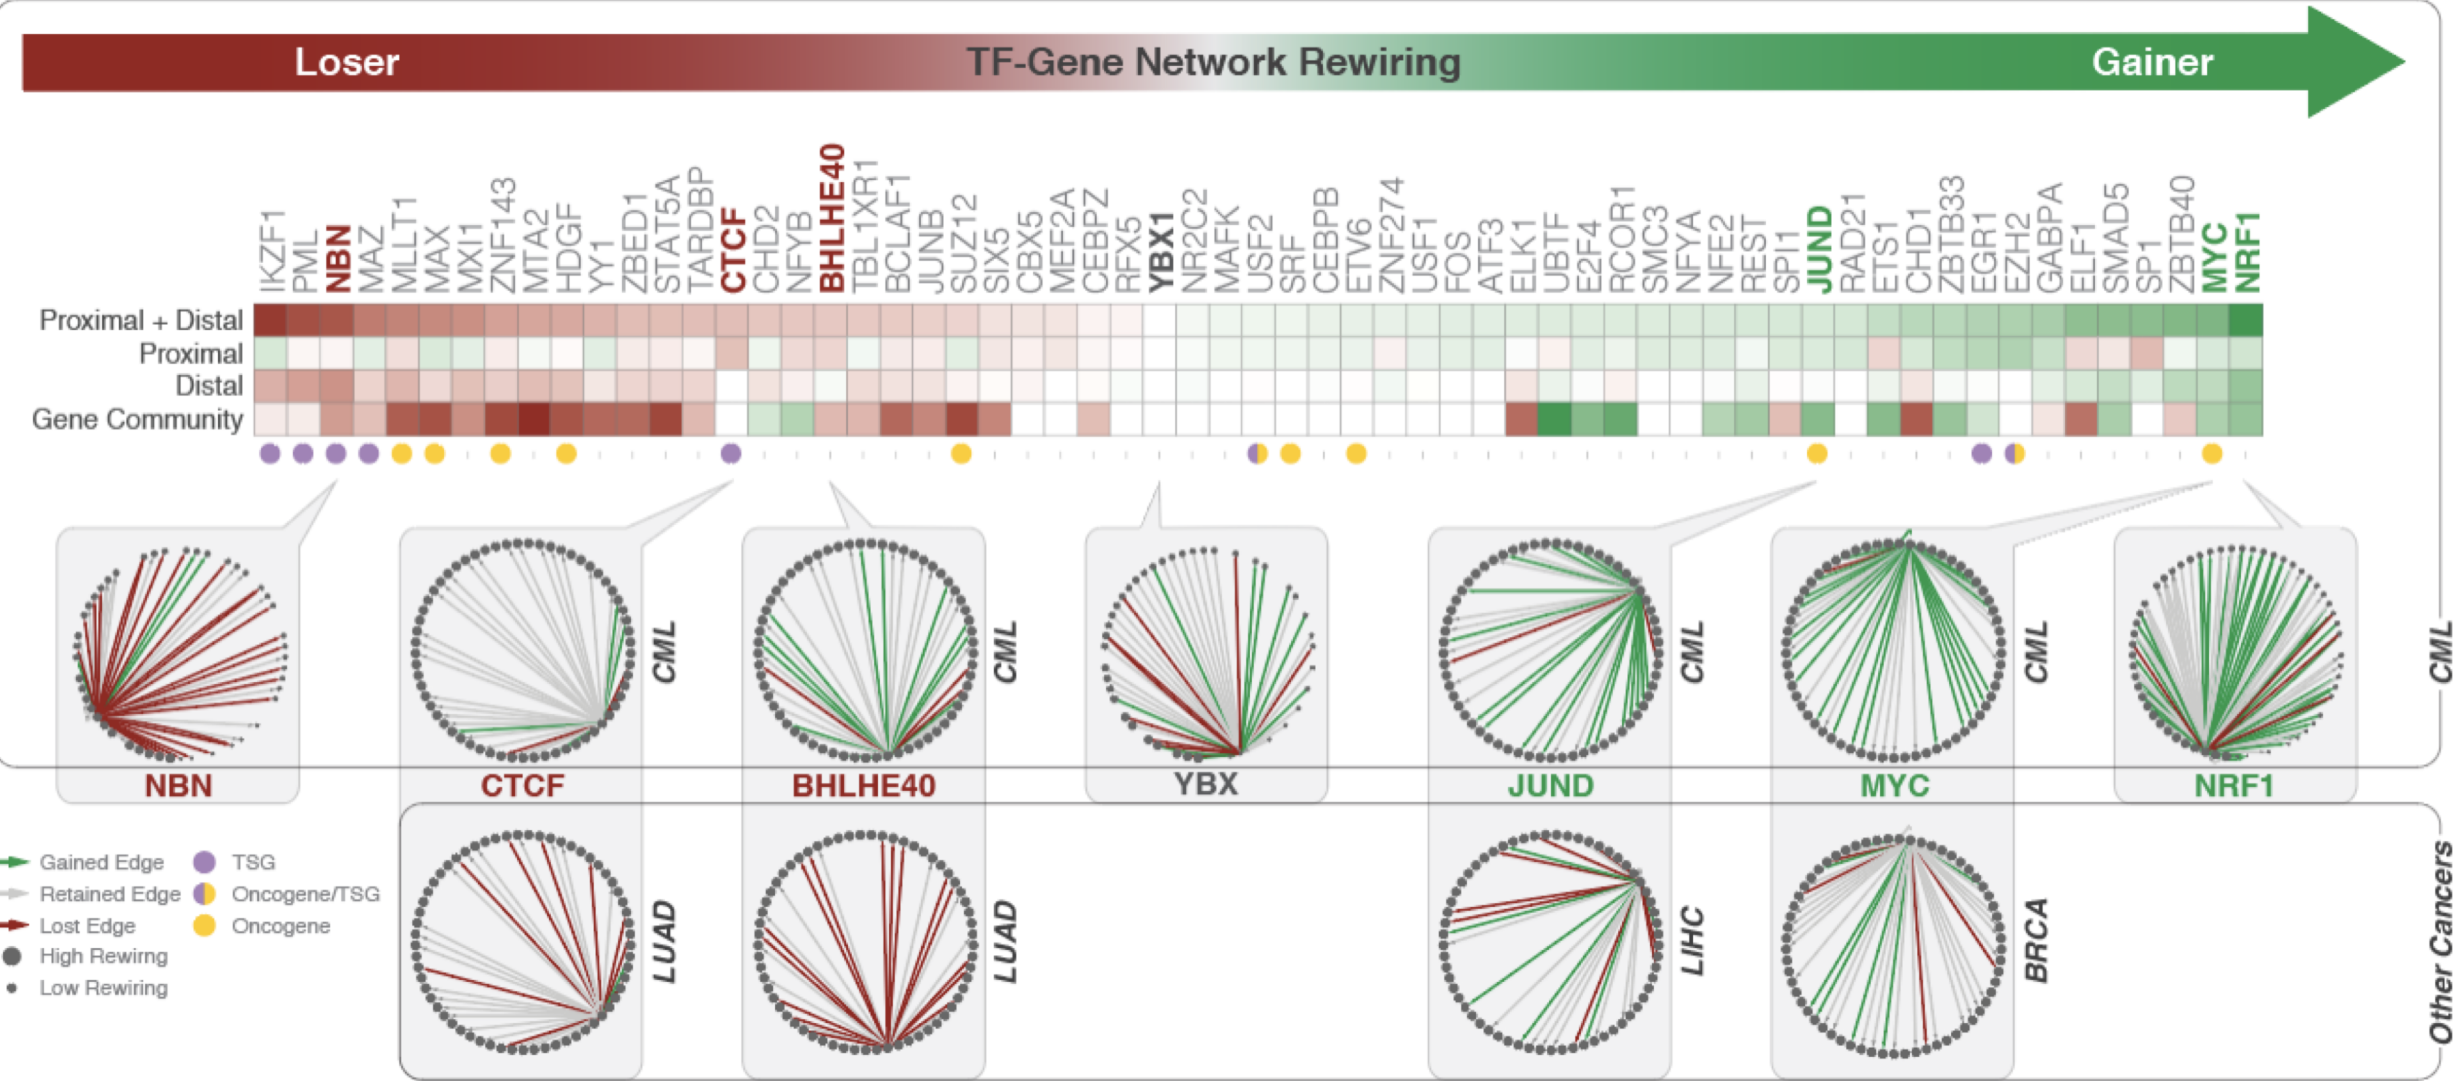 Loser
TF-Gene Network Rewiring
Gainer
IKZF1
PML
NBN
MAZ
MLLT1
MAX
MXI1
ZNF143
MTA2
HDGF
YY1
ZBED1
STAT5A
TARDBP
CTCF
CHD2
NFYB
BHLHE40
TBL1XR1
BCLAF1
JUNB
SUZ12
SIX5
CBX5
MEF2A
CEBPZ
RFX5
YBX1
NR2C2
MAFK
USF2
SRF
CEBPB
ETV6
ZNF274
USF1
FOS
ATF3
ELK1
UBTF
E2F4
RCOR1
SMC3
NFYA
NFE2
REST
SPI1
JUND
RAD21
ETS1
CHD1
ZBTB33
EGR1
EZH2
GABPA
ELF1
SMAD5
SP1
ZBTB40
MYC
NRF1
Proximal + Distal
Proximal
Distal
Gene Community
CML
CML
CML
CML
CML
NBN
CTCF
BHLHE40
YBX
JUND
MYC
NRF1
Gained Edge
Retained Edge
Lost Edge
High Rewirng
Low Rewiring
TSG
Oncogene/TSG
Oncogene
LUAD
LUAD
LIHC
BRCA
Other Cancers